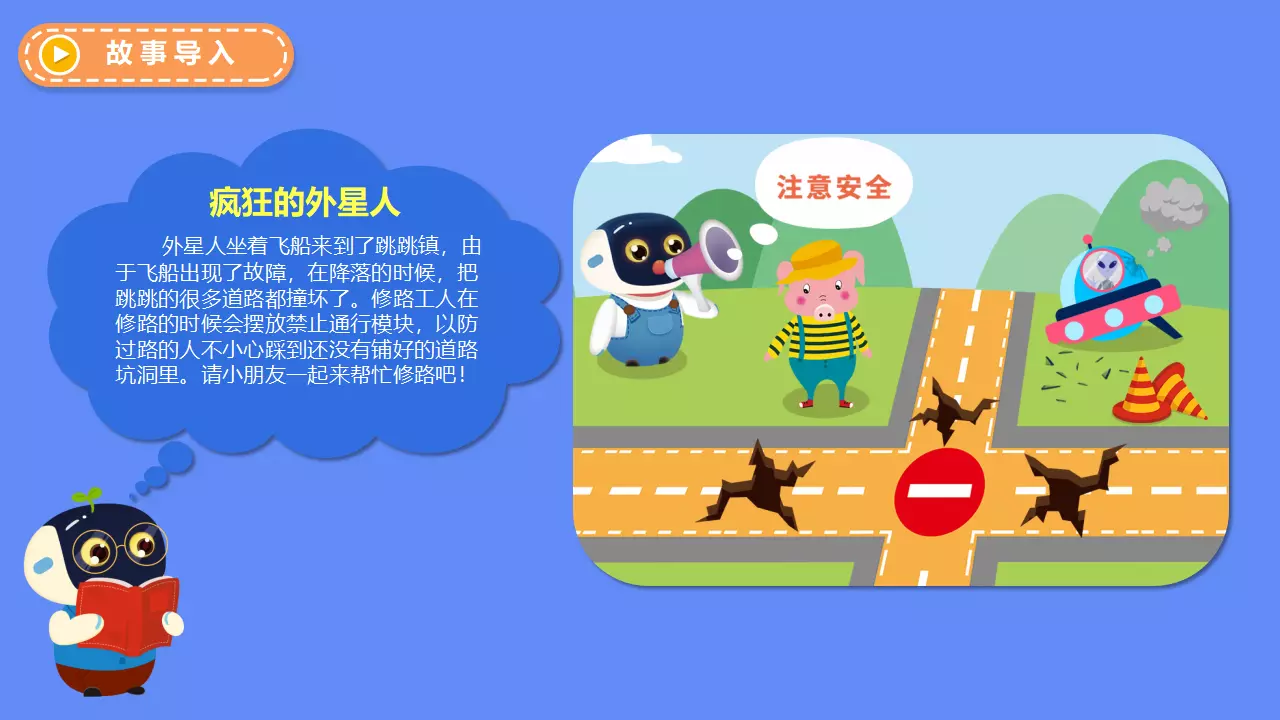 故事导入
疯狂的外星人
外星人坐着飞船来到了跳跳镇，由
于飞船出现了故障，在降落的时候，把
跳跳的很多道路都撞坏了。修路工人在
修路的时候会摆放禁止通行模块，以防
过路的人不小心踩到还没有铺好的道路
坑洞里。请小朋友一起来帮忙修路吧！
注意安全